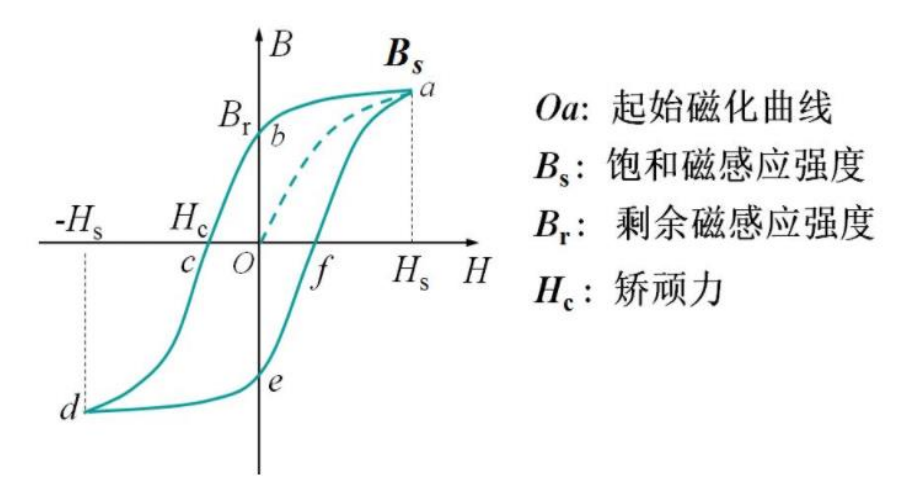 B
B_s
a
B_r
b
-H_s
H_c
c
O
f
H_s
H
e
d
Oa: 起始磁化曲线
B_s: 饱和磁感应强度
B_r: 剩余磁感应强度
H_c: 矫顽力